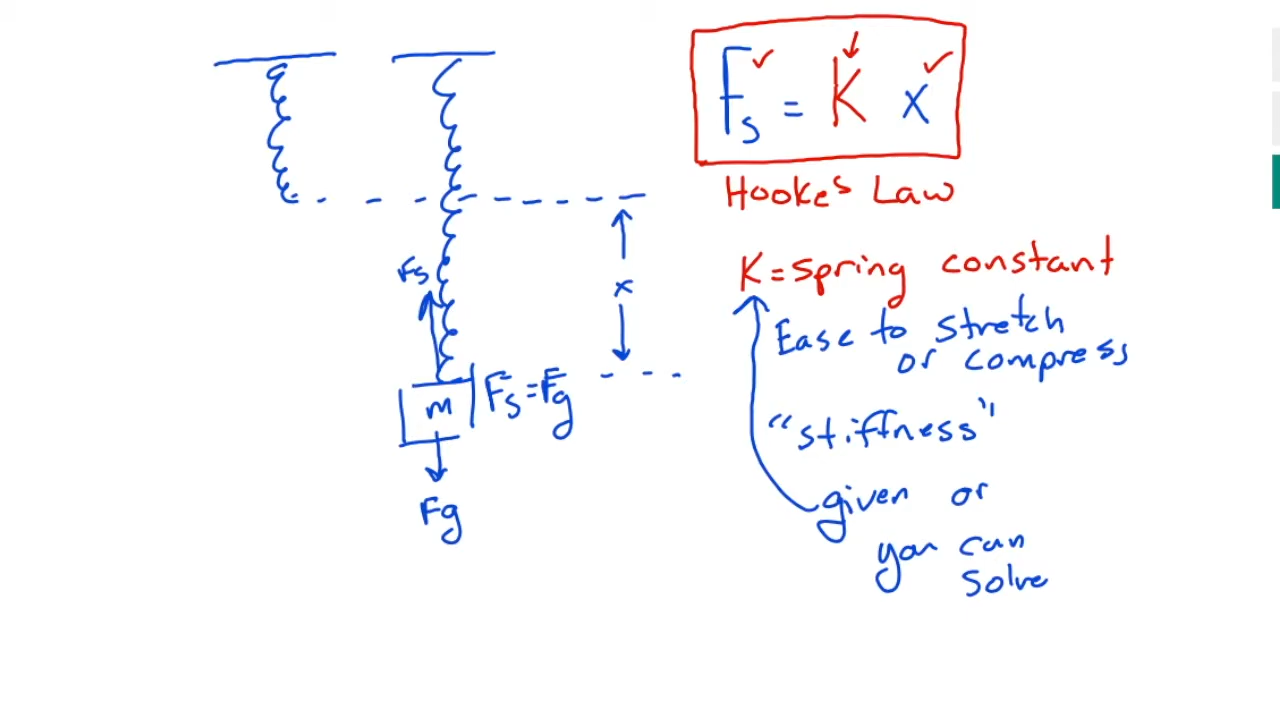 Fs = K x
Hooke's Law
Fs
x
K = spring constant
Ease to stretch
or compress
m
Fs = Fg
"stiffness"
Fg
given or
you can
solve